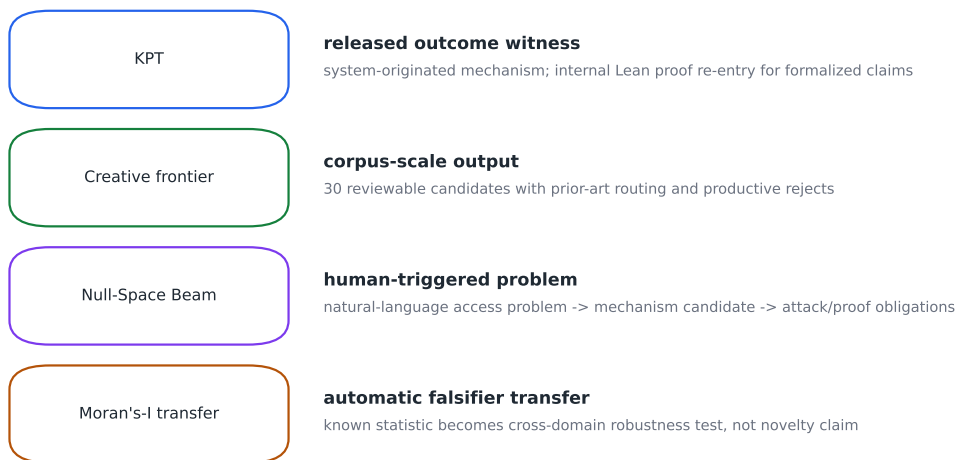 KPT
released outcome witness
system-originated mechanism; internal Lean proof re-entry for formalized claims
Creative frontier
corpus-scale output
30 reviewable candidates with prior-art routing and productive rejects
Null-Space Beam
human-triggered problem
natural-language access problem -> mechanism candidate -> attack/proof obligations
Moran's-I transfer
automatic falsifier transfer
known statistic becomes cross-domain robustness test, not novelty claim